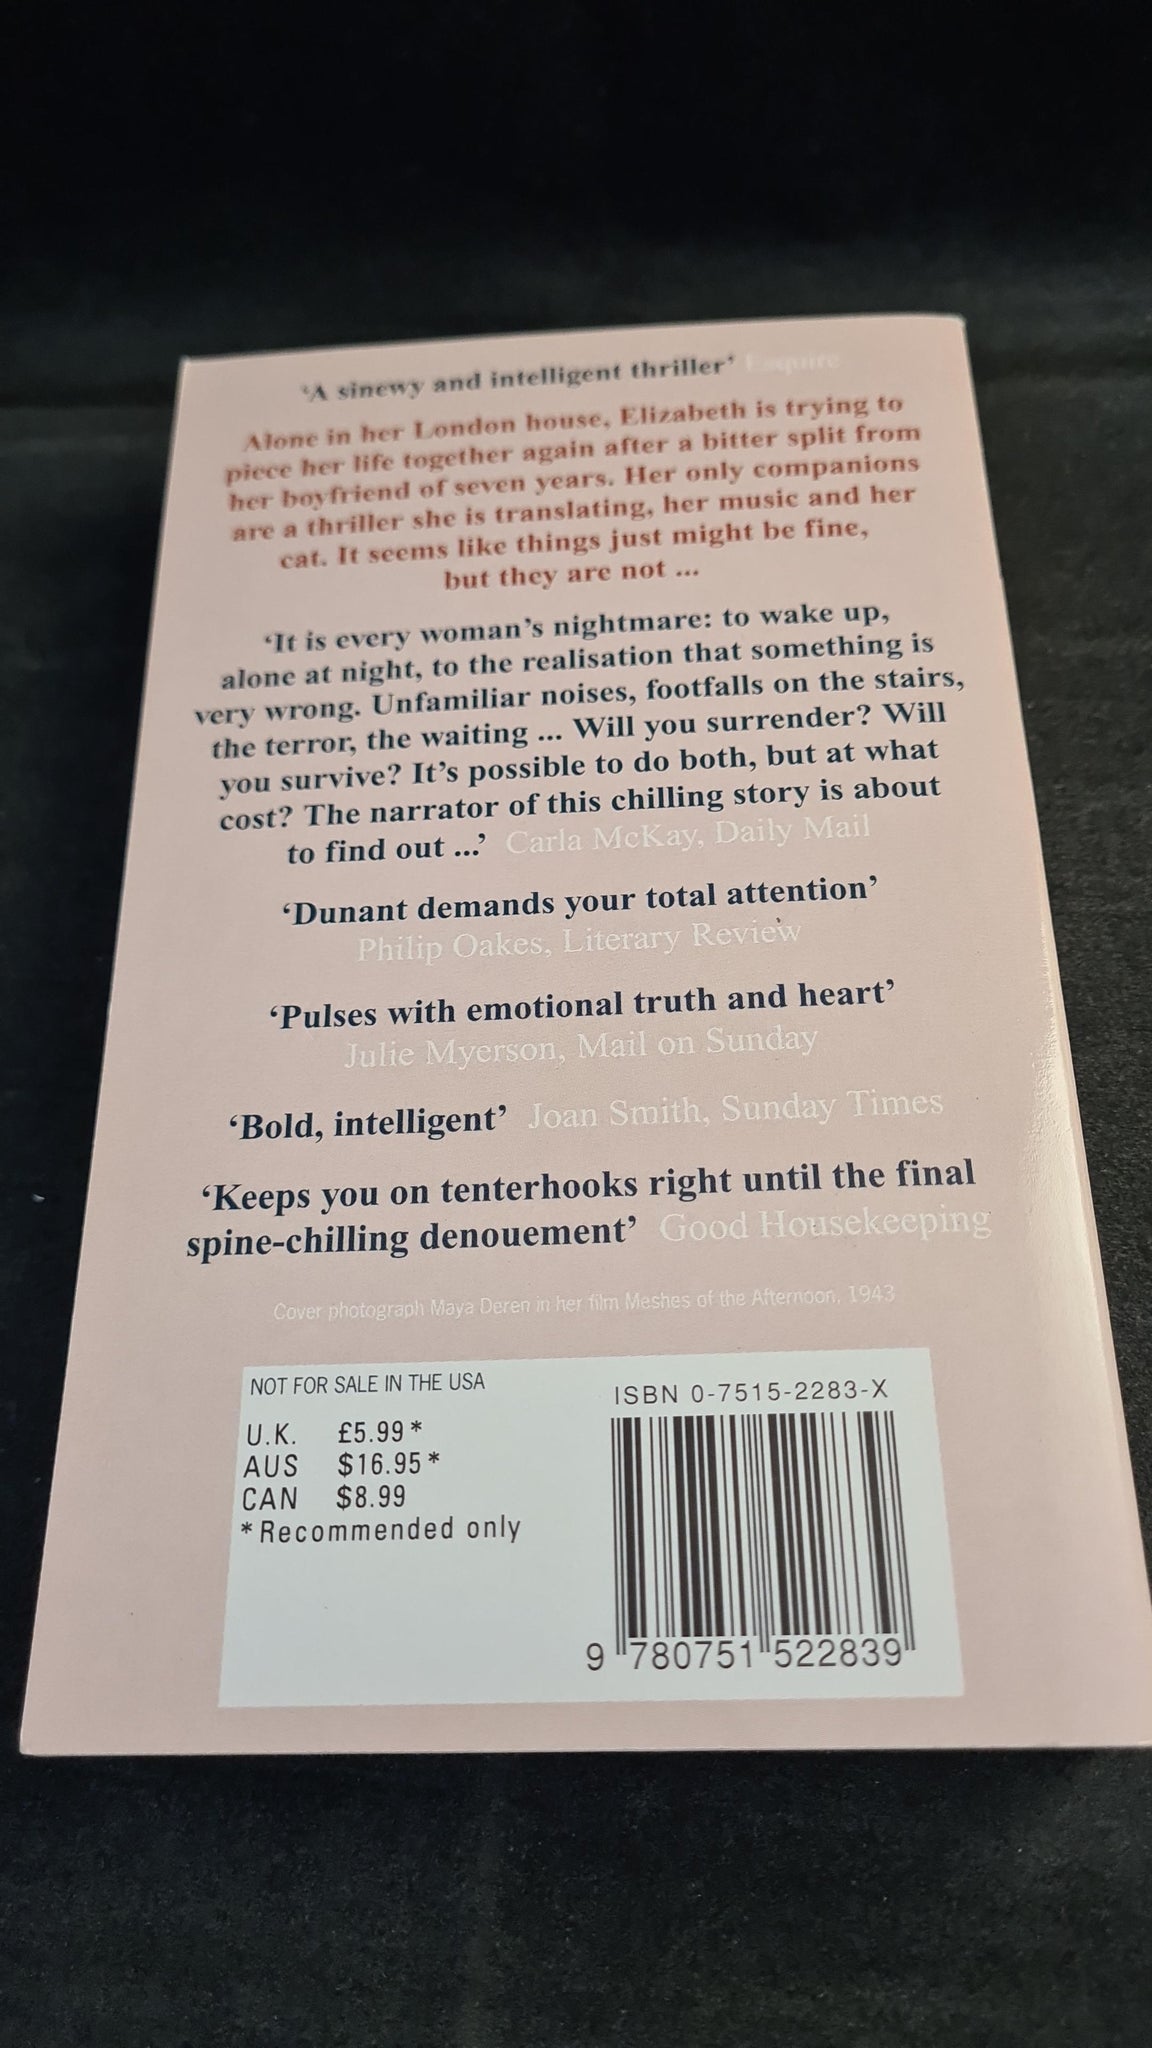 ‘A sinewy and intelligent thriller’ Esquire
Alone in her London house, Elizabeth is trying to
piece her life together again after a bitter split from
her boyfriend of seven years. Her only companions
are a thriller she is translating, her music and her
cat. It seems like things just might be fine,
but they are not ...
‘It is every woman’s nightmare: to wake up,
alone at night, to the realisation that something is
very wrong. Unfamiliar noises, footfalls on the stairs,
the terror, the waiting ... Will you surrender? Will
you survive? It’s possible to do both, but at what
cost? The narrator of this chilling story is about
to find out ...’ Carla McKay, Daily Mail
‘Dunant demands your total attention’
Philip Oakes, Literary Review
‘Pulses with emotional truth and heart’
Julie Myerson, Mail on Sunday
‘Bold, intelligent’ Joan Smith, Sunday Times
‘Keeps you on tenterhooks right until the final
spine-chilling denouement’ Good Housekeeping
Cover photograph Maya Deren in her film Meshes of the Afternoon, 1943
NOT FOR SALE IN THE USA
U.K. £5.99*
AUS $16.95*
CAN $8.99
*Recommended only
ISBN 0-7515-2283-X
9 780751 522839